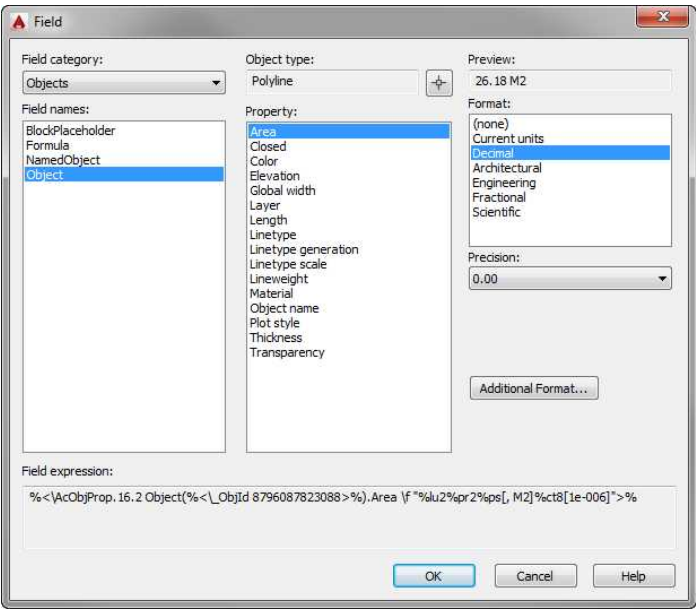 Field
Field category:
Objects
Field names:
BlockPlaceholder
Formula
NamedObject
Object
Object type:
Polyline
Property:
Area
Closed
Color
Elevation
Global width
Layer
Length
Linetype
Linetype generation
Linetype scale
Lineweight
Material
Object name
Plot style
Thickness
Transparency
Preview:
26.18 M2
Format:
(none)
Current units
Decimal
Architectural
Engineering
Fractional
Scientific
Precision:
0.00
Additional Format...
Field expression:
%<\AcObjProp.16.2 Object(%<\_ObjId 8796087823088>%).Area \f "%lu2%pr2%ps[, M2]%ct8[1e-006]">%
OK
Cancel
Help